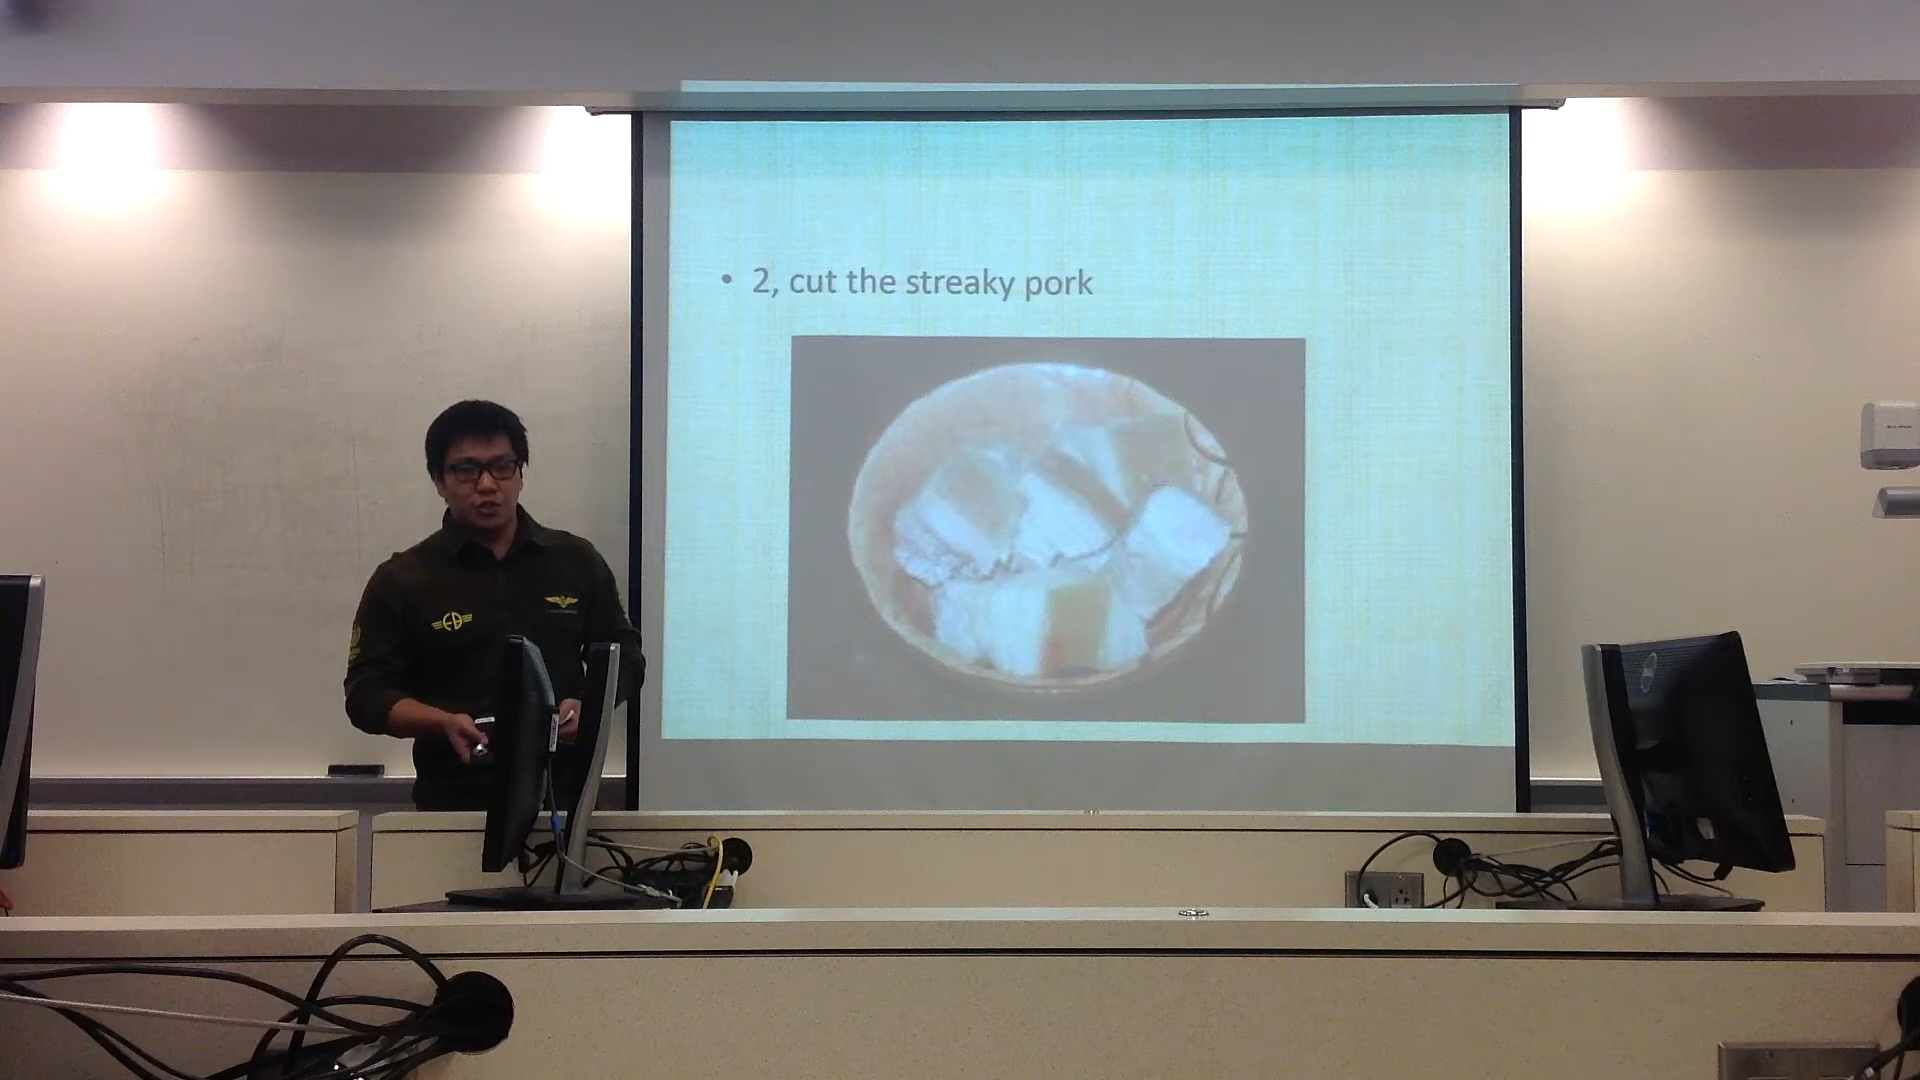 • 2, cut the streaky pork